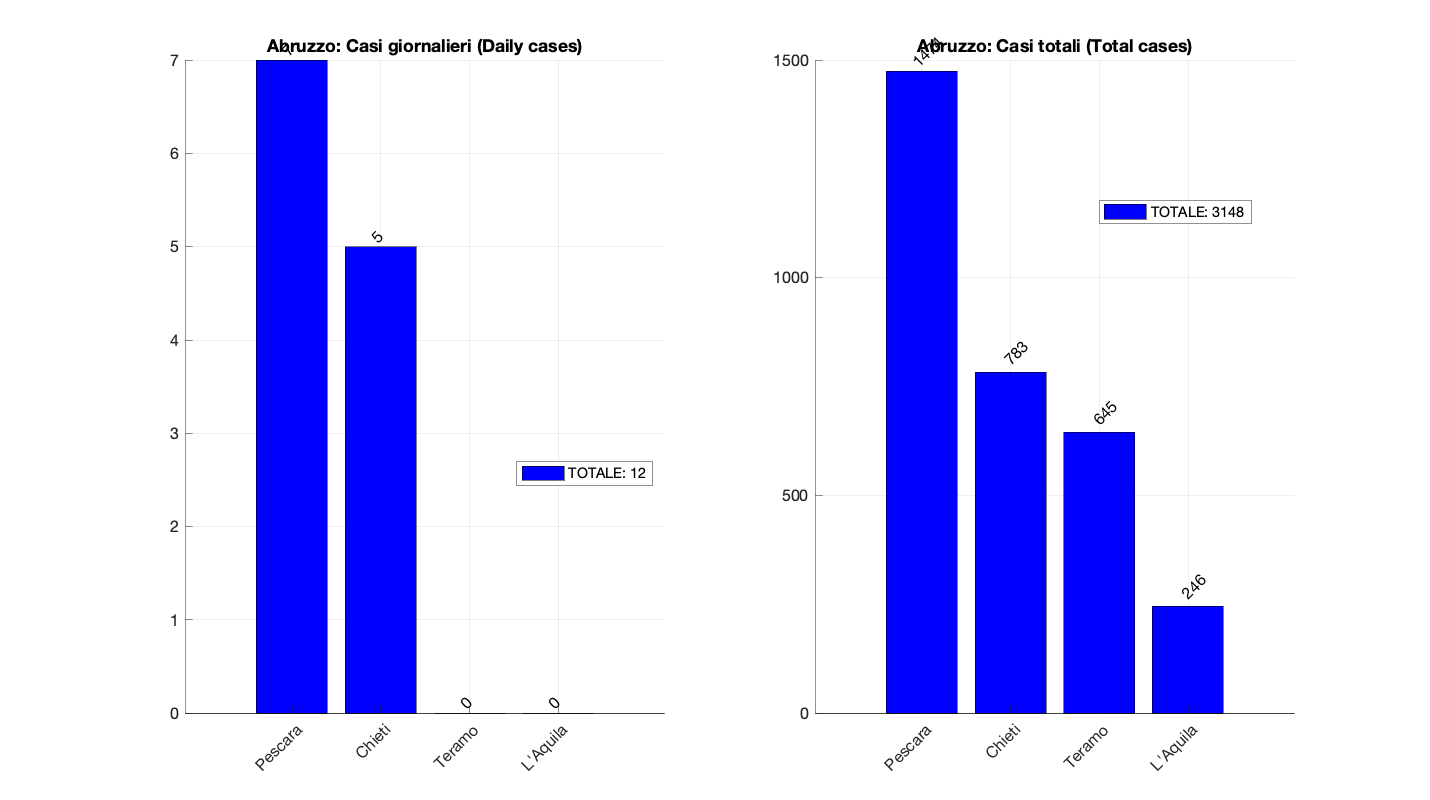 Abruzzo: Casi giornalieri (Daily cases)
7
6
5
4
3
2
1
0
7
5
0
0
TOTALE: 12
Pescara
Chieti
Teramo
L'Aquila
Abruzzo: Casi totali (Total cases)
1500
1000
500
0
1474
783
645
246
TOTALE: 3148
Pescara
Chieti
Teramo
L'Aquila